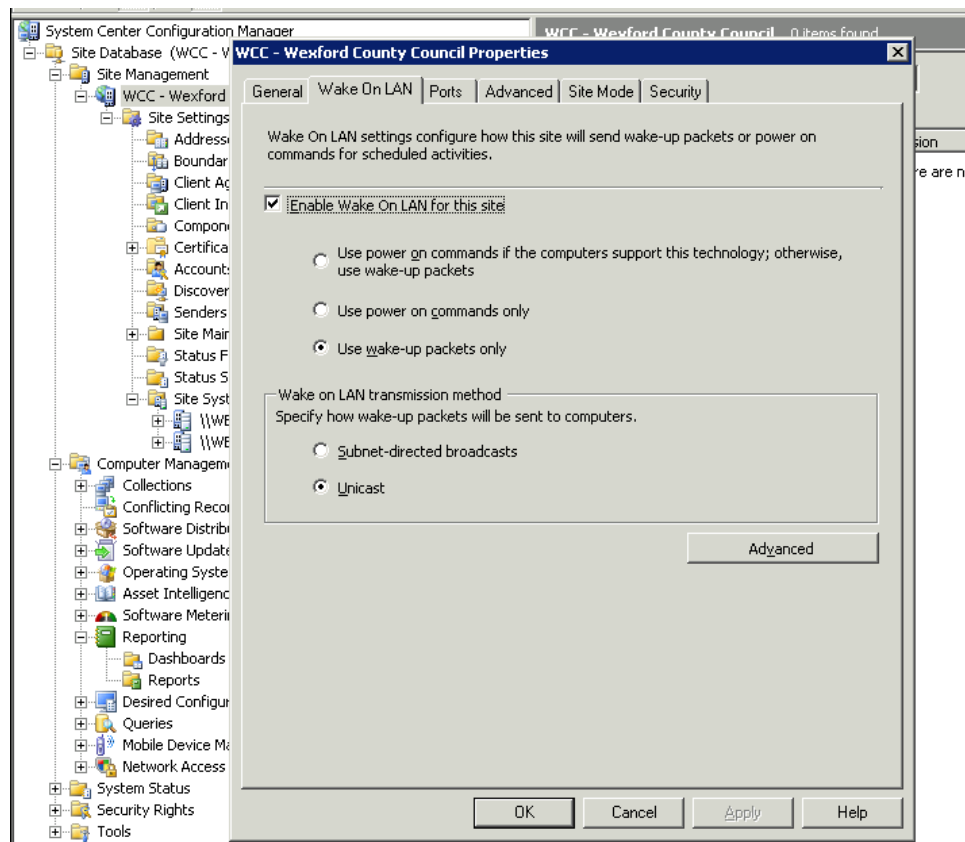 System Center Configuration Manager
Site Database (WCC - W
Site Management
WCC - Wexford
Site Settings
Address
Boundar
Client Ag
Client In
Compon
Certifica
Accounts
Discover
Senders
Site Main
Status F
Status S
Site Syst
\\WE
\\WE
Computer Managem
Collections
Conflicting Recor
Software Distrib
Software Update
Operating Syste
Asset Intelligenc
Software Meteri
Reporting
Dashboards
Reports
Desired Configur
Queries
Mobile Device Ma
Network Access
System Status
Security Rights
Tools
WCC - Wexford County Council 0 items found
sion
re are n
WCC - Wexford County Council Properties
General Wake On LAN Ports Advanced Site Mode Security
Wake On LAN settings configure how this site will send wake-up packets or power on
commands for scheduled activities.
Enable Wake On LAN for this site
Use power on commands if the computers support this technology; otherwise,
use wake-up packets
Use power on commands only
Use wake-up packets only
Wake on LAN transmission method
Specify how wake-up packets will be sent to computers.
Subnet-directed broadcasts
Unicast
Advanced
OK Cancel Apply Help